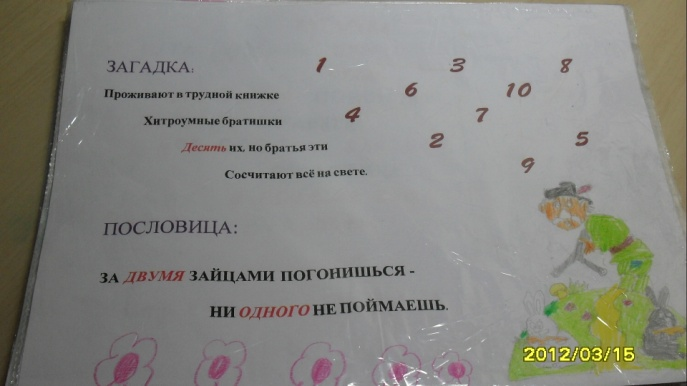 ЗАГАДКА:
1 3 8
Проживают в трудной книжке
6 10
Хитроумные братишки
4 7
Десять их, но братья эти
2 5
Сосчитают всё на свете.
9
ПОСЛОВИЦА:
ЗА ДВУМЯ ЗАЙЦАМИ ПОГОНИШЬСЯ -
НИ ОДНОГО НЕ ПОЙМАЕШЬ.
2012/03/15